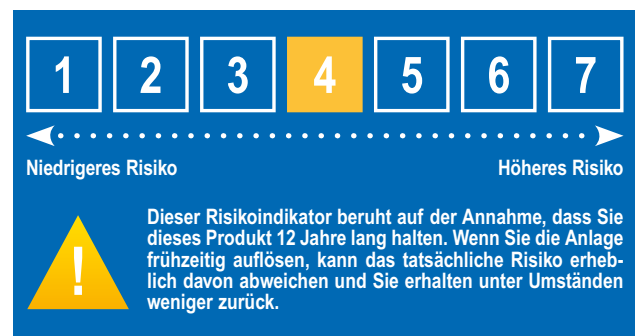 1 2 3 4 5 6 7
Niedrigeres Risiko Höheres Risiko
!
Dieser Risikoindikator beruht auf der Annahme, dass Sie
dieses Produkt 12 Jahre lang halten. Wenn Sie die Anlage
frühzeitig auflösen, kann das tatsächliche Risiko erheb-
lich davon abweichen und Sie erhalten unter Umständen
weniger zurück.